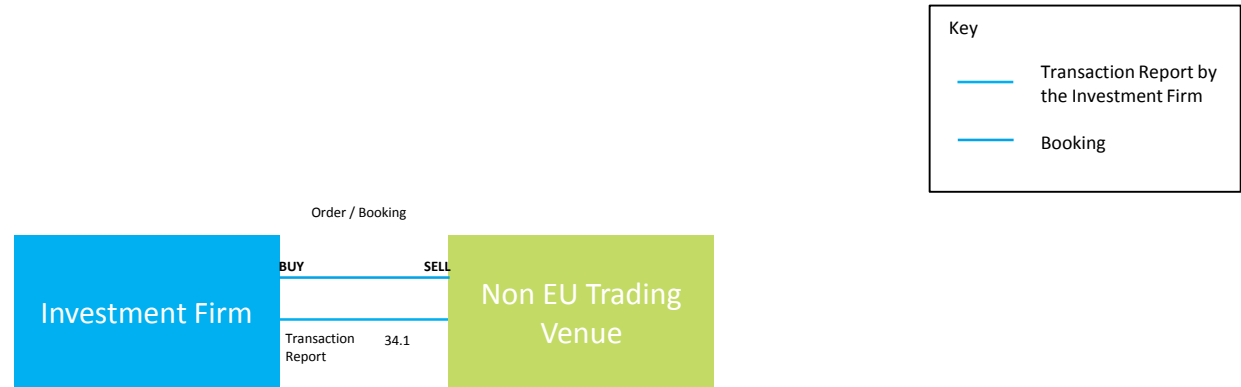 Key
Transaction Report by
the Investment Firm
Booking
Order / Booking
BUY
SELL
Investment Firm
Non EU Trading
Venue
Transaction
Report
34.1